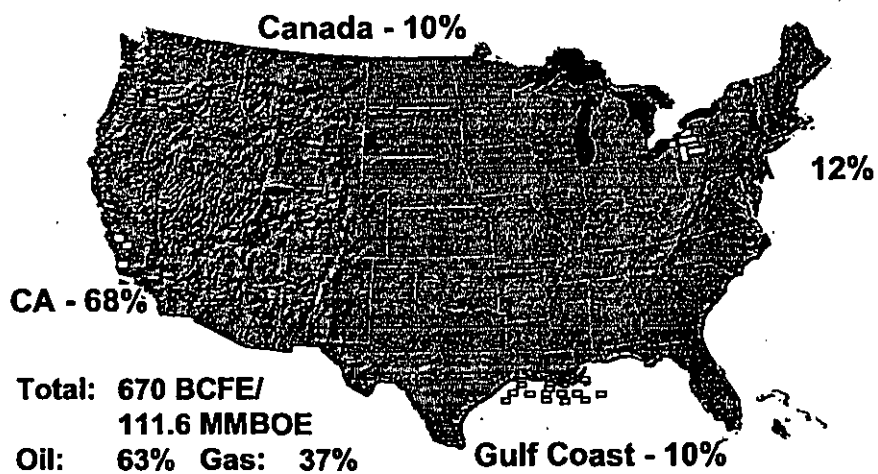 Canada - 10%
12%
CA - 68%
Total: 670 BCFE/
111.6 MMBOE
Oil: 63% Gas: 37%
Gulf Coast - 10%